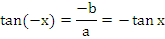 tan(−x) = −b/a = − tan x